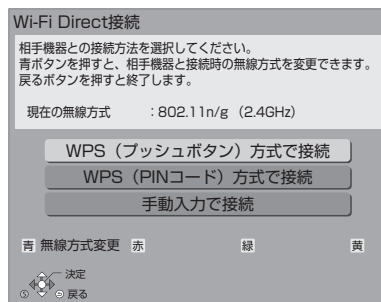 Wi-Fi Direct接続
相手機器との接続方法を選択してください。
青ボタンを押すと、相手機器と接続時の無線方式を変更できます。
戻るボタンを押すと終了します。
現在の無線方式　：802.11n/g（2.4GHz）
WPS（プッシュボタン）方式で接続
WPS（PINコード）方式で接続
手動入力で接続
青 無線方式変更 赤 緑 黄
決定
S 戻る